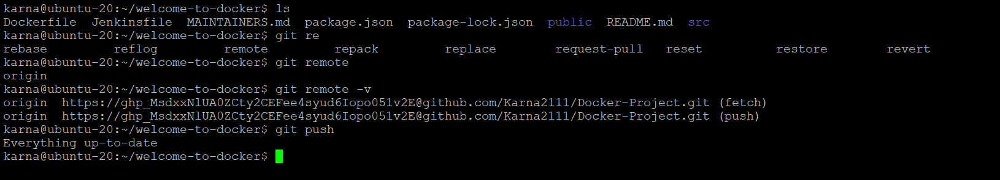 karna@ubuntu-20:~/welcome-to-docker$ ls
Dockerfile  Jenkinsfile  MAINTAINERS.md  package.json  package-lock.json  public  README.md  src
karna@ubuntu-20:~/welcome-to-docker$ git re
rebase         reflog         remote         repack         replace        request-pull   reset          restore        revert
karna@ubuntu-20:~/welcome-to-docker$ git remote
origin
karna@ubuntu-20:~/welcome-to-docker$ git remote -v
origin  https://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@github.com/Karna2111/Docker-Project.git (fetch)
origin  https://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@github.com/Karna2111/Docker-Project.git (push)
karna@ubuntu-20:~/welcome-to-docker$ git push
Everything up-to-date
karna@ubuntu-20:~/welcome-to-docker$